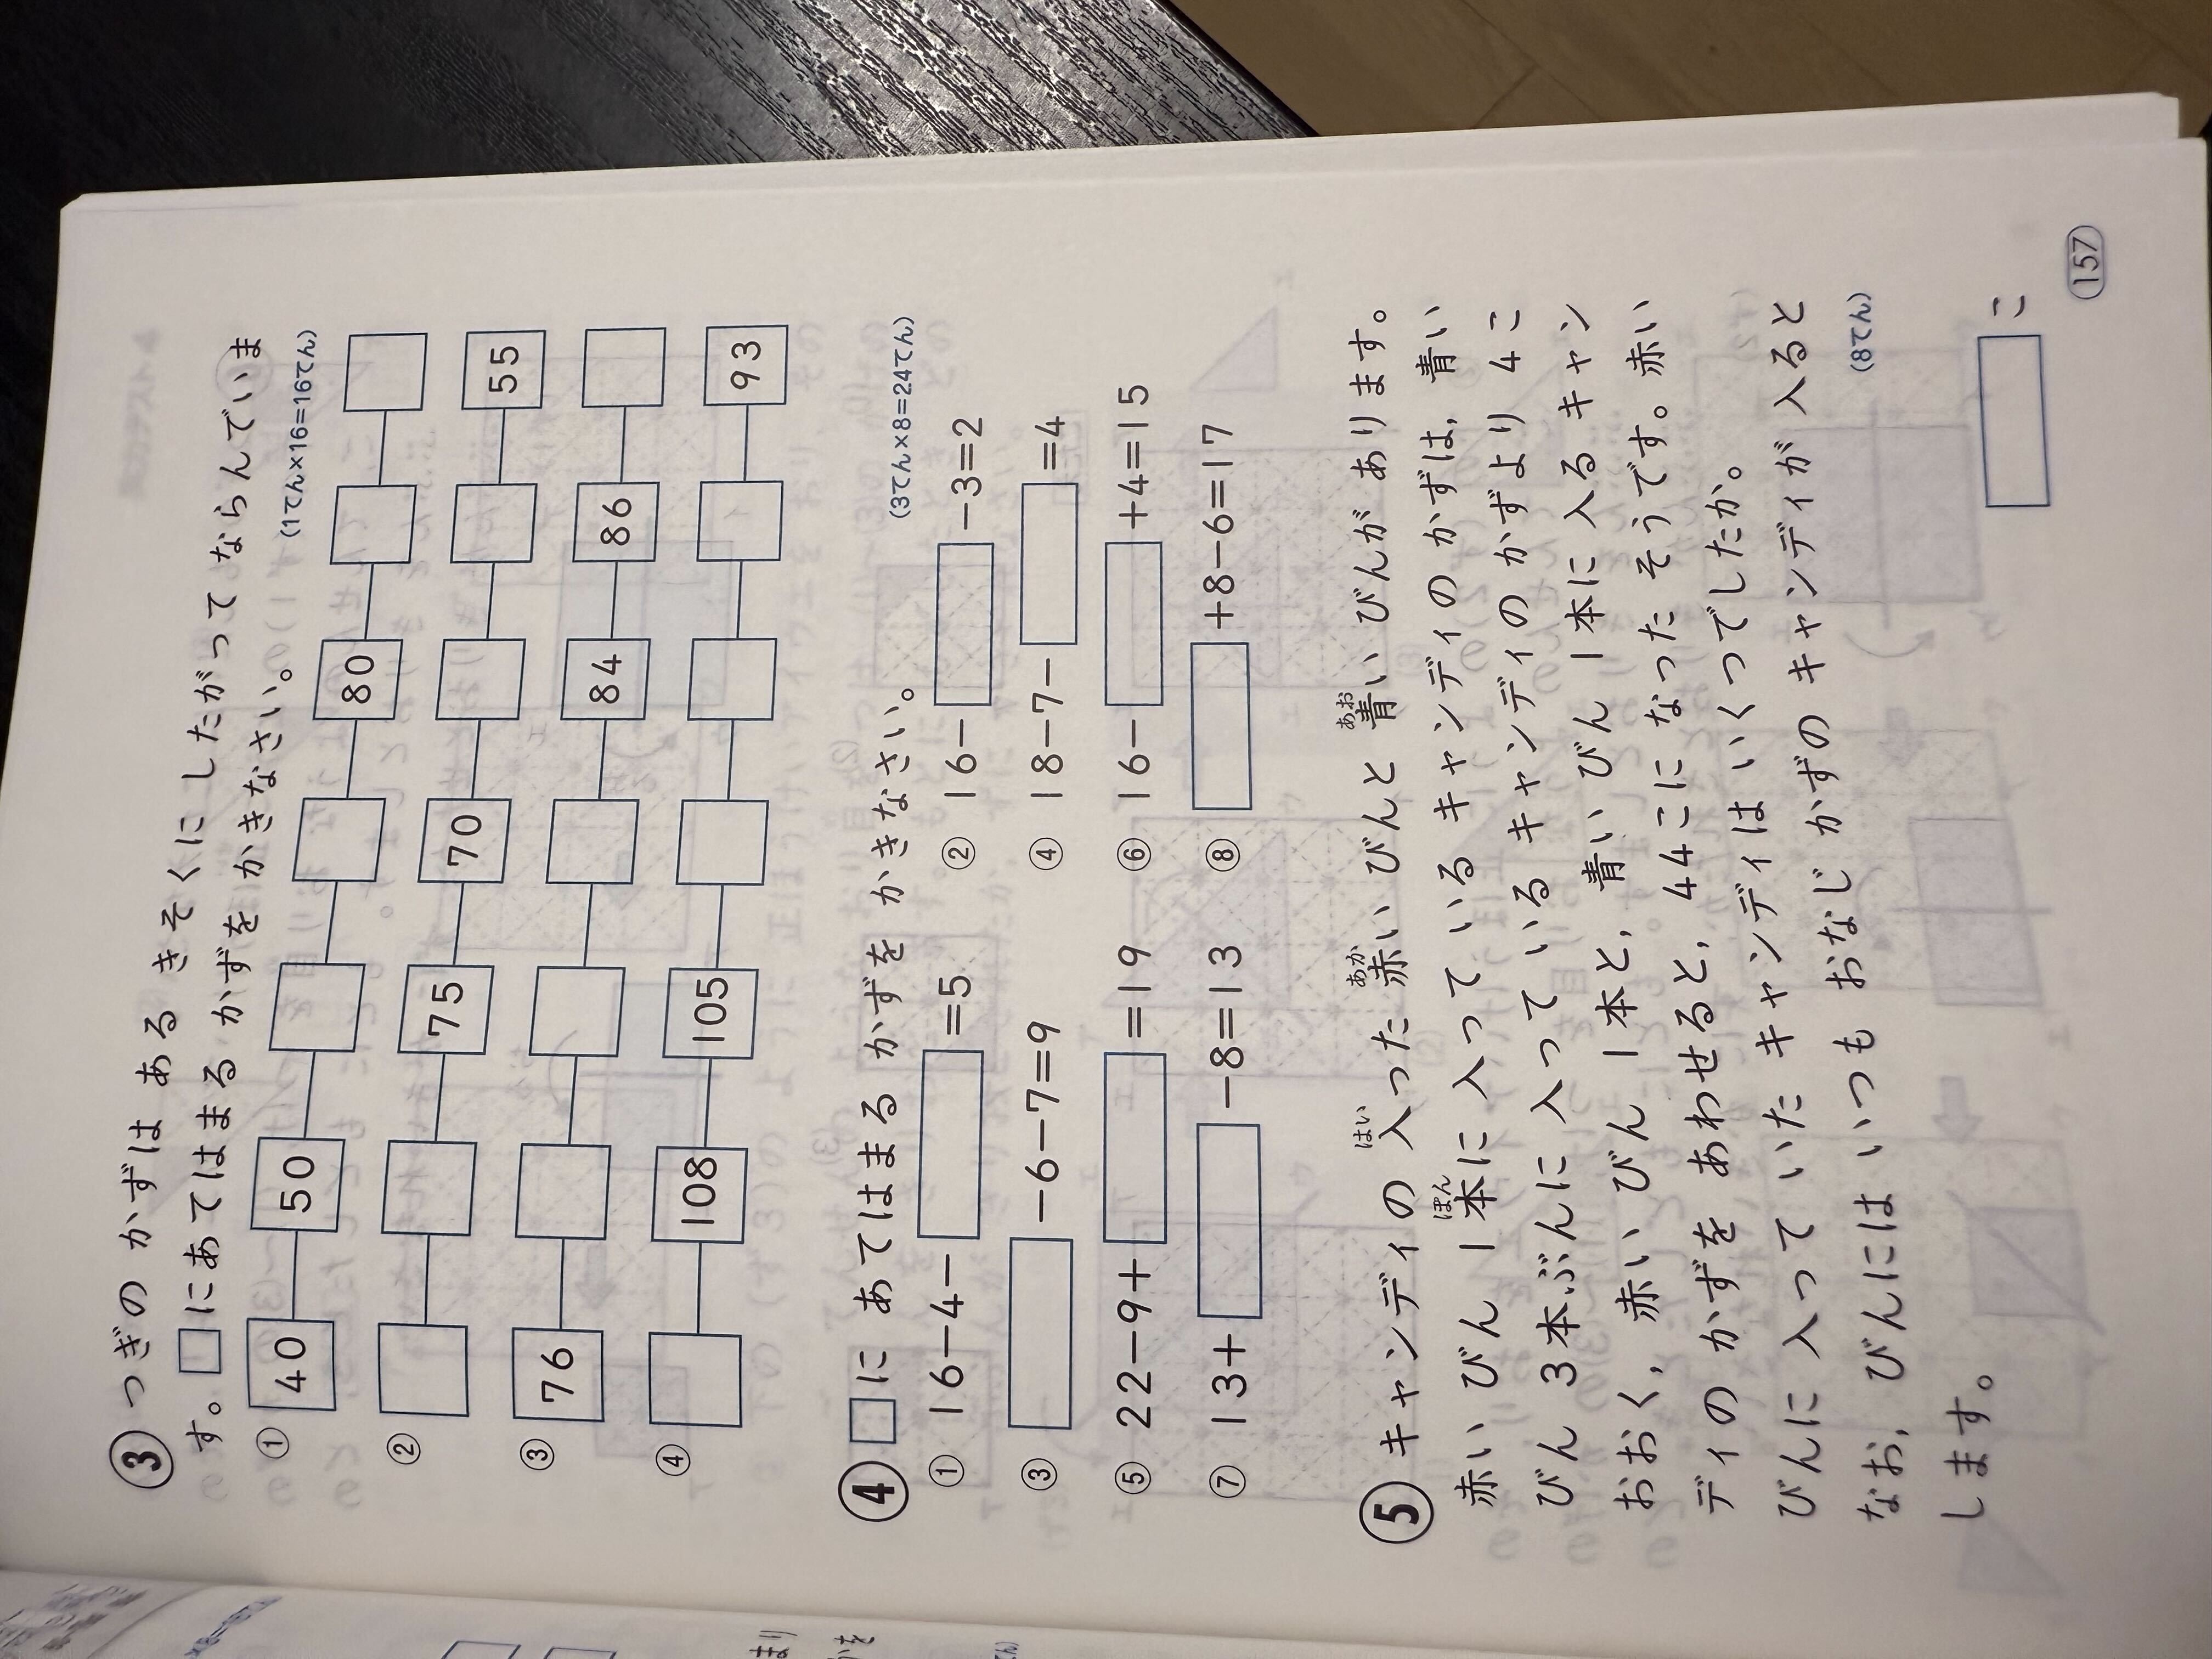 ③ つぎの かずは ある きそくに したがって ならんでいま
す。□にあてはまる かずを かきなさい。
(1てん×16=16てん)
① 40 50 80
② 75 70 55
③ 76 84 86
④ 108 105 93
④ □に あてはまる かずを かきなさい。
(3てん×8=24てん)
① 16−4−□=5 ② 16−□−3=2
③ □−6−7=9 ④ 18−7−□=4
⑤ 22−9+□=19 ⑥ 16−□+4=15
⑦ 13+□−8=13 ⑧ □+8−6=17
⑤ キャンディの 入った 赤い びんと 青い びんが あります。
はい あか あお
赤い びん 1本に 入って いる キャンディの かずは, 青い
ぽん
びん 3本ぶんに 入って いる キャンディの かずより 4こ
おおく, 赤い びん 1本と, 青い びん 1本に 入る キャン
ディの かずを あわせると, 44こに なった そうです。赤い
びんに 入って いた キャンディは いくつでしたか。
なお, びんには いつも おなじ かずの キャンディが 入ると
します。
(8てん)
こ
157